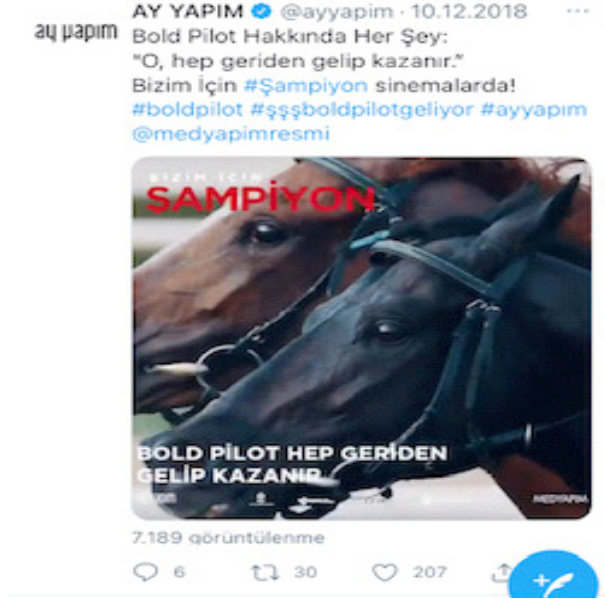 ay yapım
AY YAPIM @ayyapim · 10.12.2018
Bold Pilot Hakkında Her Şey:
"O, hep geriden gelip kazanır."
Bizim İçin #Şampiyon sinemalarda!
#boldpilot #şşşboldpilotgeliyor #ayyapım
@medyapimresmi
BİZİM İÇİN
ŞAMPİYON
BOLD PİLOT HEP GERİDEN
GELİP KAZANIR
MEDYAPIM
7.189 görüntülenme
6 30 207